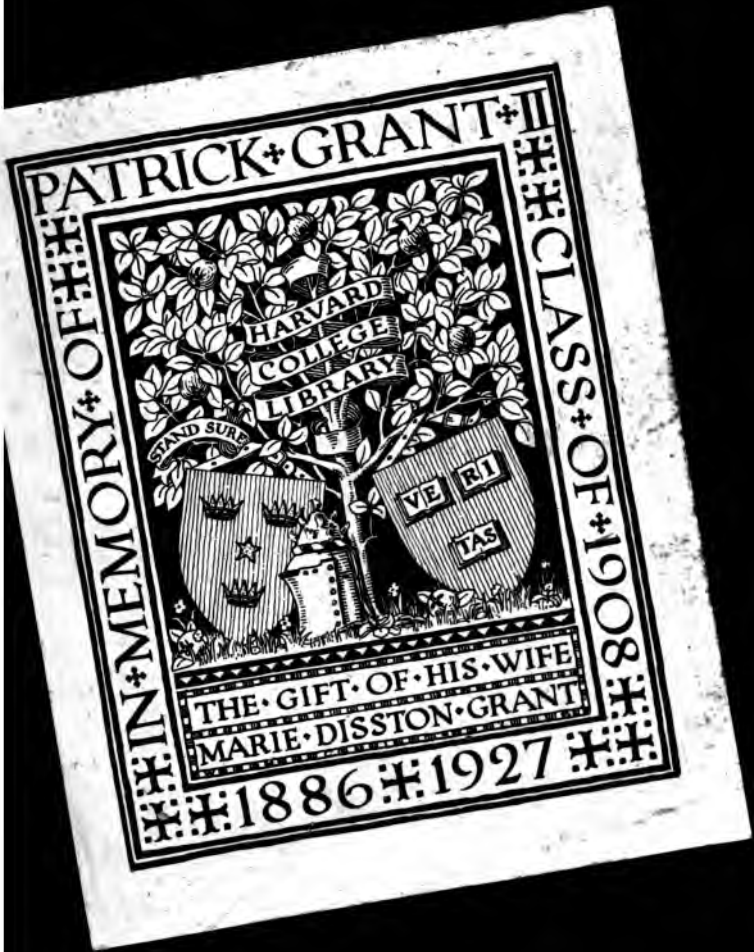 IN · MEMORY · OF
PATRICK · GRANT · II
CLASS · OF · 1908
HARVARD
COLLEGE
LIBRARY
STAND SURE
VE RI
TAS
THE · GIFT · OF · HIS · WIFE
MARIE · DISSTON · GRANT
1886 1927